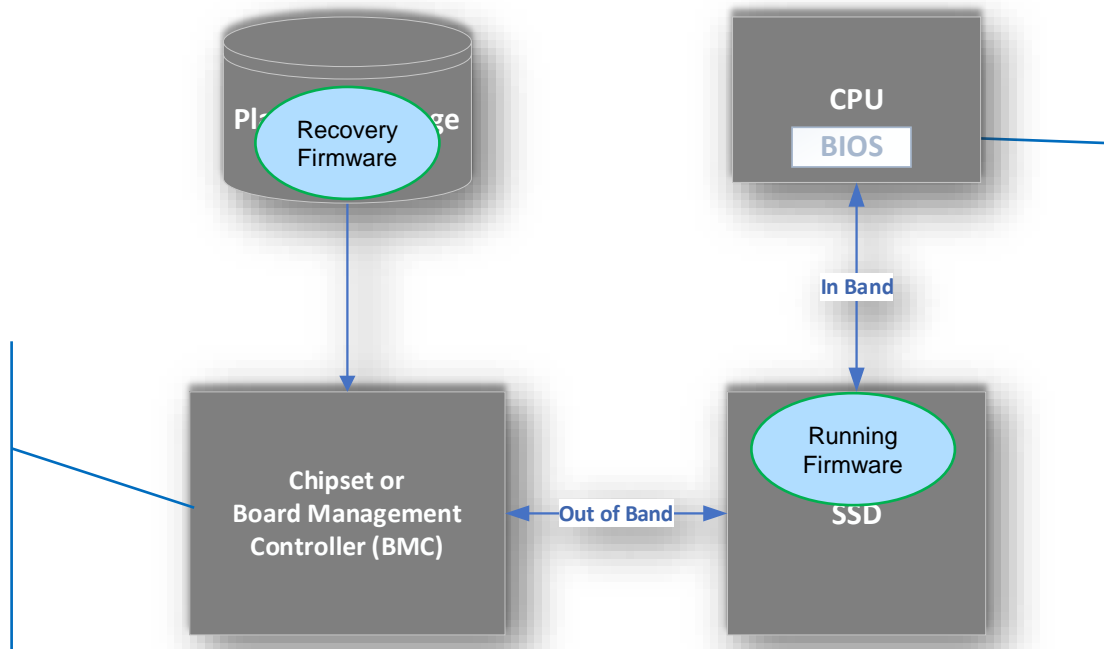 Recovery
Firmware
CPU
BIOS
In Band
Running
Firmware
SSD
Chipset or
Board Management
Controller (BMC)
Out of Band